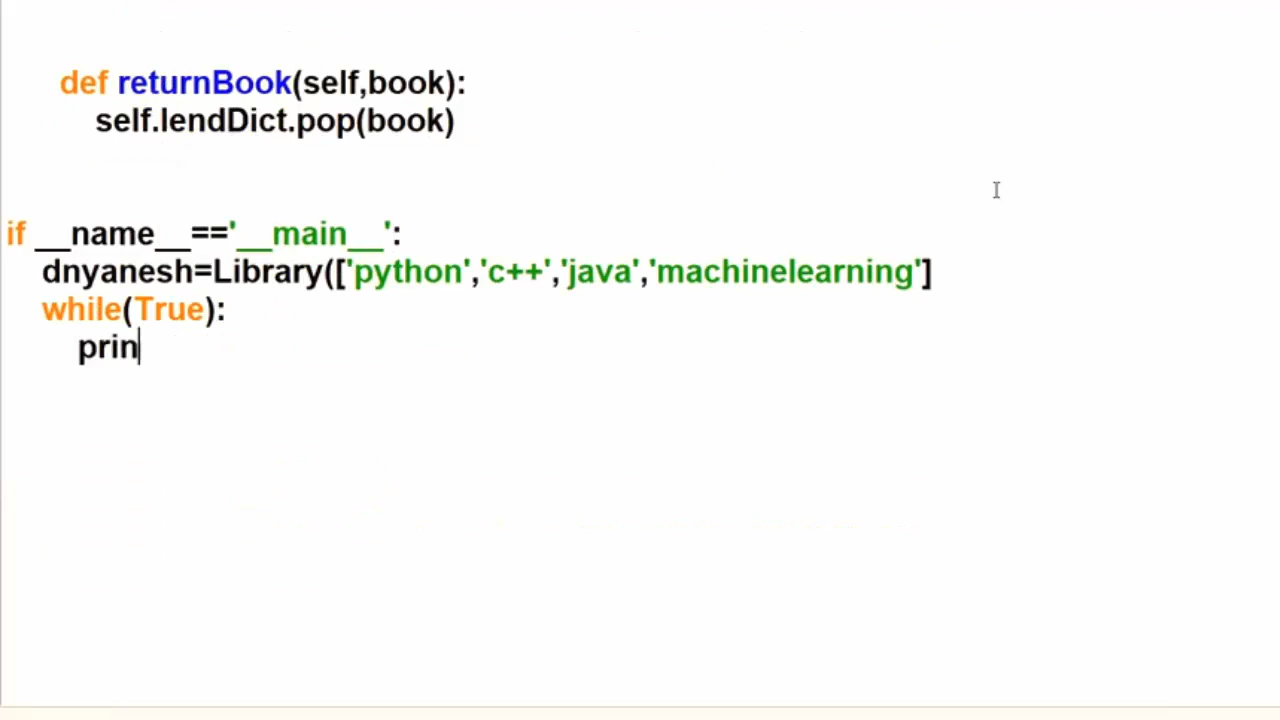 def returnBook(self,book):
self.lendDict.pop(book)
if __name__=='__main__':
dnyanesh=Library(['python','c++','java','machinelearning']
while(True):
prin